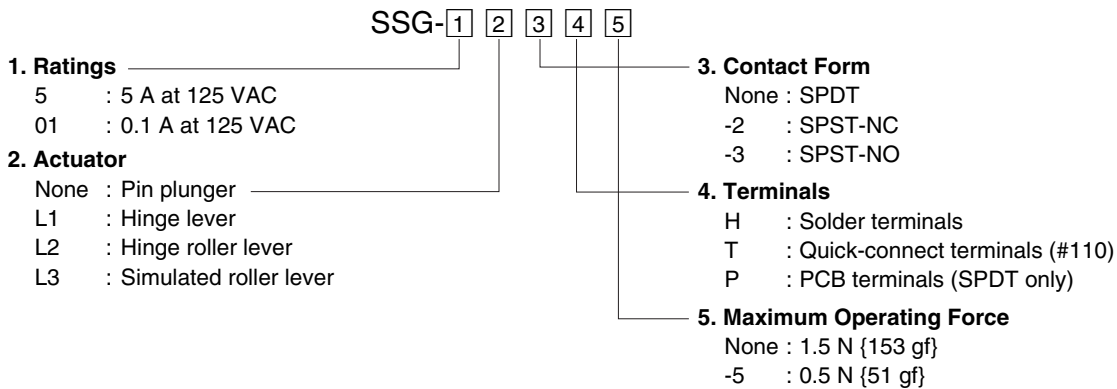 SSG-1 2 3 4 5
1. Ratings
5 : 5 A at 125 VAC
01 : 0.1 A at 125 VAC
2. Actuator
None : Pin plunger
L1 : Hinge lever
L2 : Hinge roller lever
L3 : Simulated roller lever
3. Contact Form
None : SPDT
-2 : SPST-NC
-3 : SPST-NO
4. Terminals
H : Solder terminals
T : Quick-connect terminals (#110)
P : PCB terminals (SPDT only)
5. Maximum Operating Force
None : 1.5 N {153 gf}
-5 : 0.5 N {51 gf}